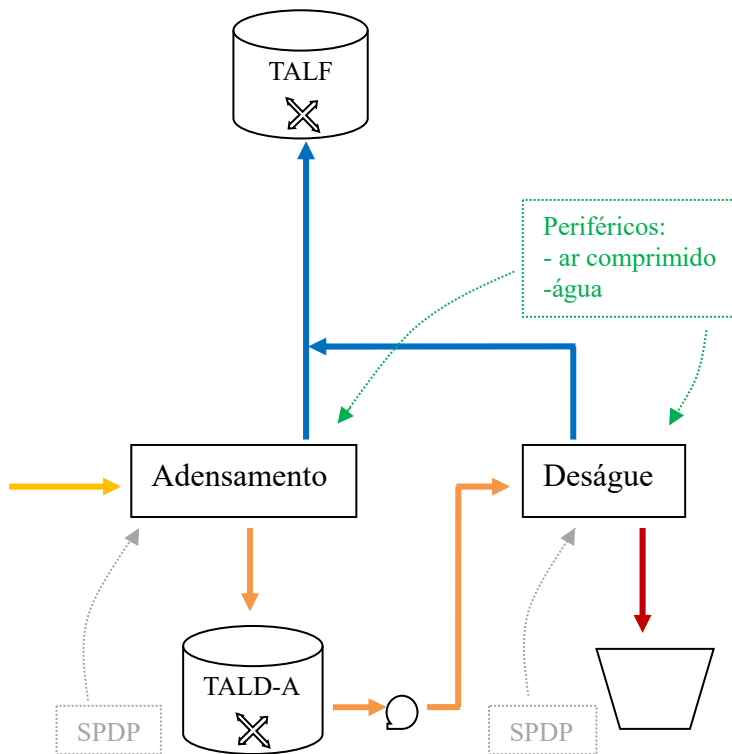 TALF
Periféricos:
- ar comprimido
-água
Adensamento
Deságue
TALD-A
SPDP
SPDP